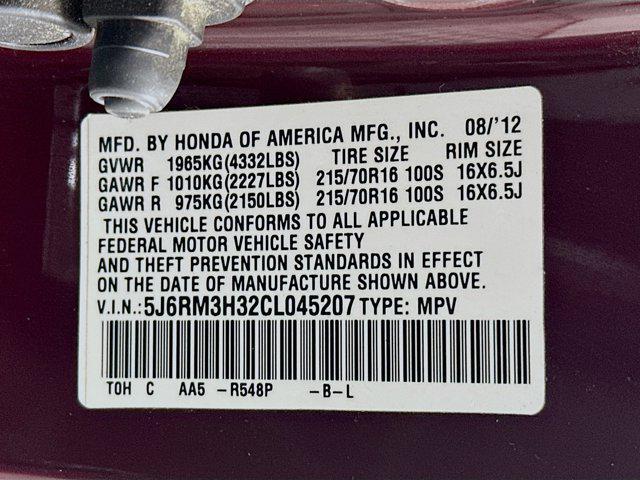 MFD. BY HONDA OF AMERICA MFG., INC. 08/'12
GVWR 1965KG(4332LBS) TIRE SIZE RIM SIZE
GAWR F 1010KG(2227LBS) 215/70R16 100S 16X6.5J
GAWR R 975KG(2150LBS) 215/70R16 100S 16X6.5J
THIS VEHICLE CONFORMS TO ALL APPLICABLE
FEDERAL MOTOR VEHICLE SAFETY
AND THEFT PREVENTION STANDARDS IN EFFECT
ON THE DATE OF MANUFACTURE SHOWN ABOVE.
V.I.N.:5J6RM3H32CL045207 TYPE: MPV
TOH C AA5 -R548P -B-L